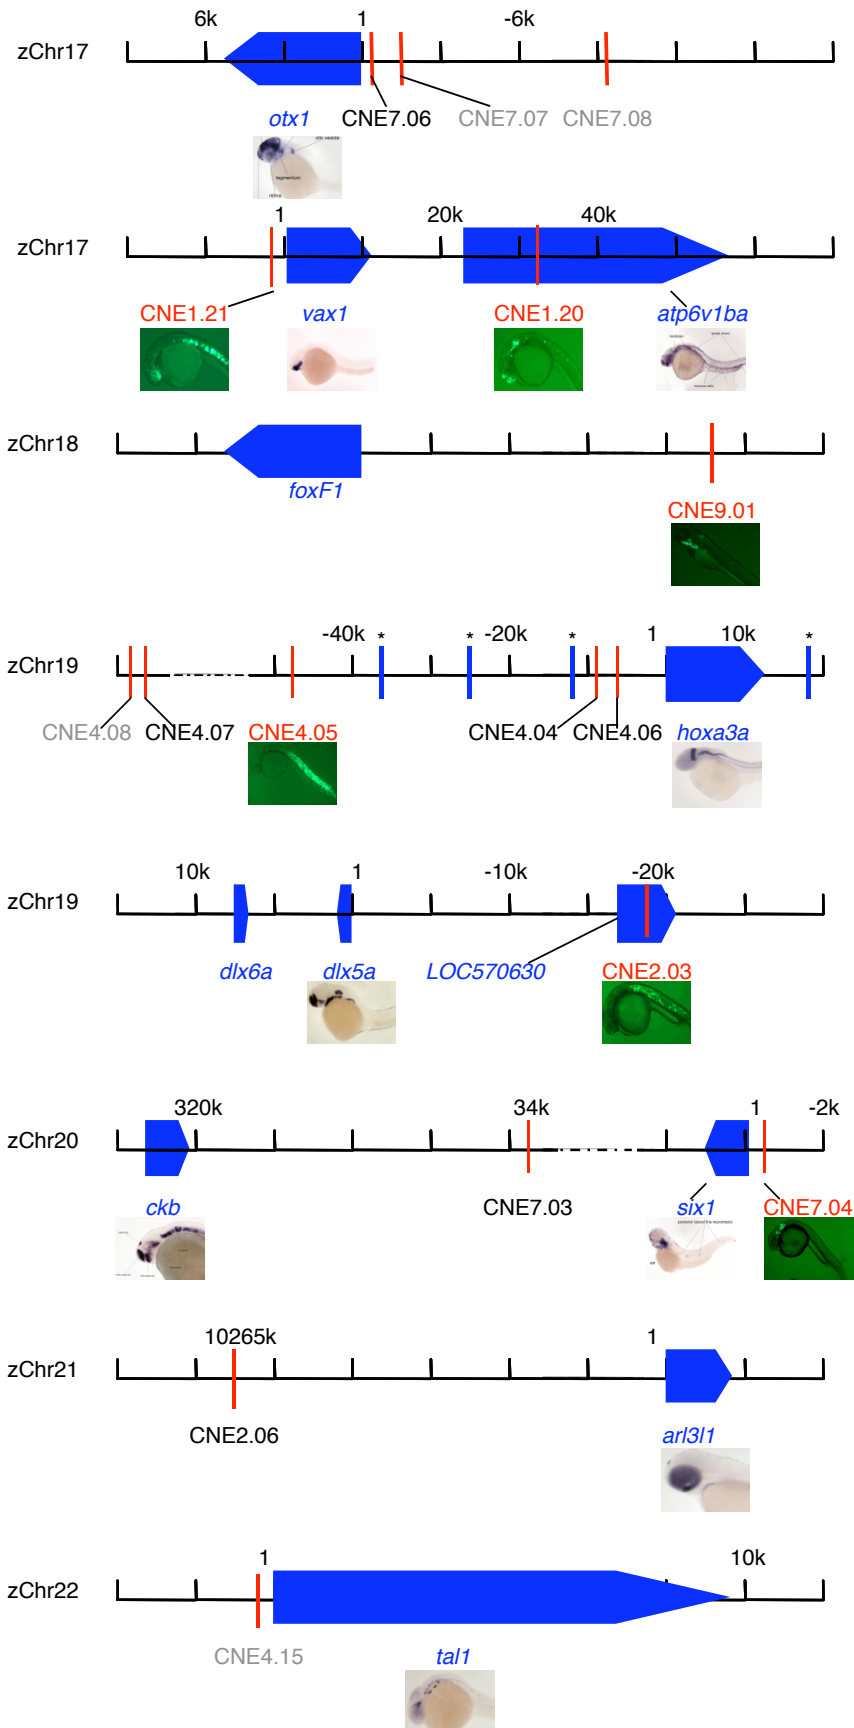 6k 1 -6k
zChr17
otx1 CNE7.06 CNE7.07 CNE7.08
tegmentum
retina
1 20k 40k
zChr17
CNE1.21 vax1 CNE1.20 atp6v1ba
zChr18
foxF1
CNE9.01
-40k * * -20k * 1 10k *
zChr19
CNE4.08 CNE4.07 CNE4.05 CNE4.04 CNE4.06 hoxa3a
10k 1 -10k -20k
zChr19
dlx6a dlx5a LOC570630 CNE2.03
320k 34k 1 -2k
zChr20
ckb CNE7.03 six1 CNE7.04
10265k 1
zChr21
CNE2.06 arl3l1
1 10k
zChr22
CNE4.15 tal1